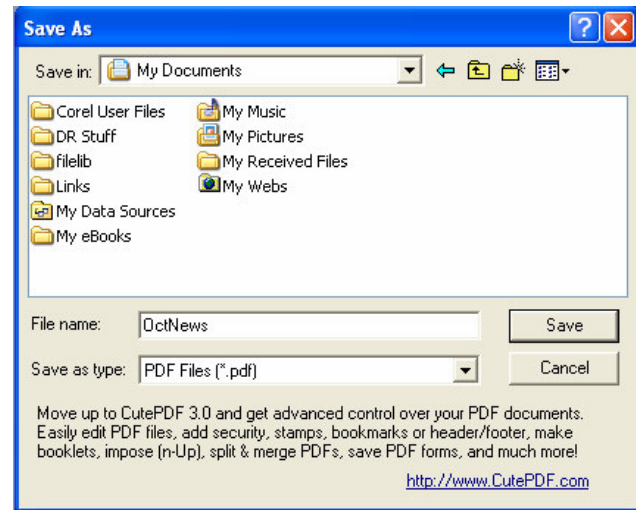 Save As
Save in: My Documents
Corel User Files
DR Stuff
filelib
Links
My Data Sources
My eBooks
My Music
My Pictures
My Received Files
My Webs
File name: OctNews
Save
Save as type: PDF Files (*.pdf)
Cancel
Move up to CutePDF 3.0 and get advanced control over your PDF documents.
Easily edit PDF files, add security, stamps, bookmarks or header/footer, make
booklets, impose (n-Up), split & merge PDFs, save PDF forms, and much more!
http://www.CutePDF.com